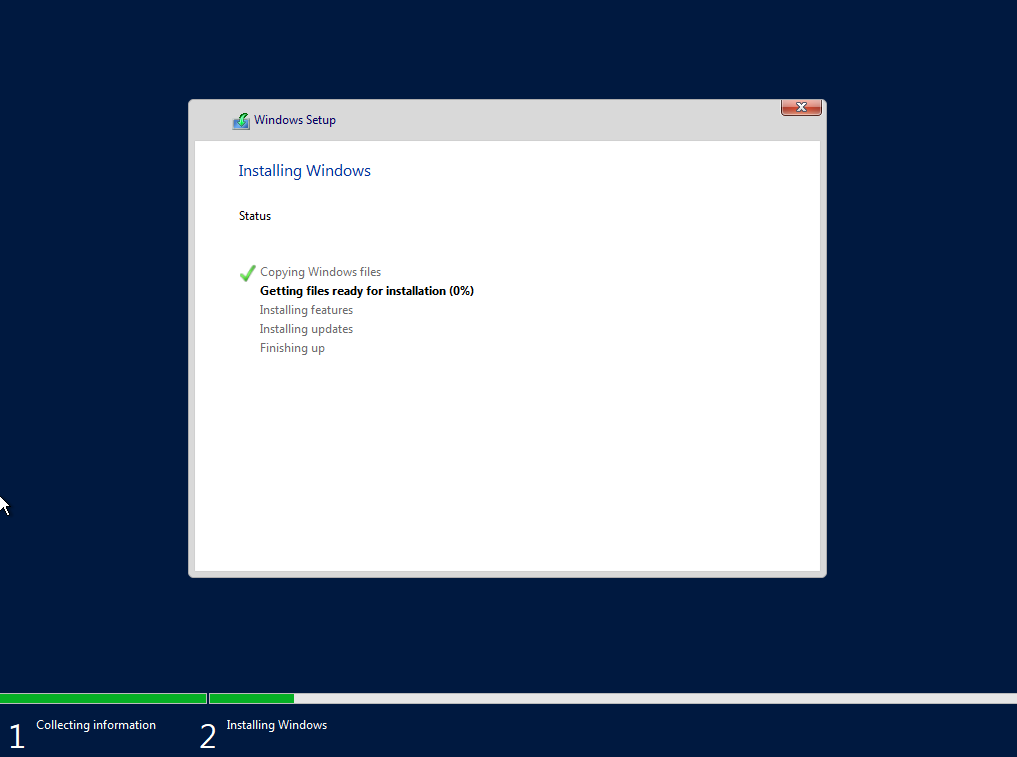 Windows Setup
Installing Windows
Status
Copying Windows files
Getting files ready for installation (0%)
Installing features
Installing updates
Finishing up
1 Collecting information
2 Installing Windows